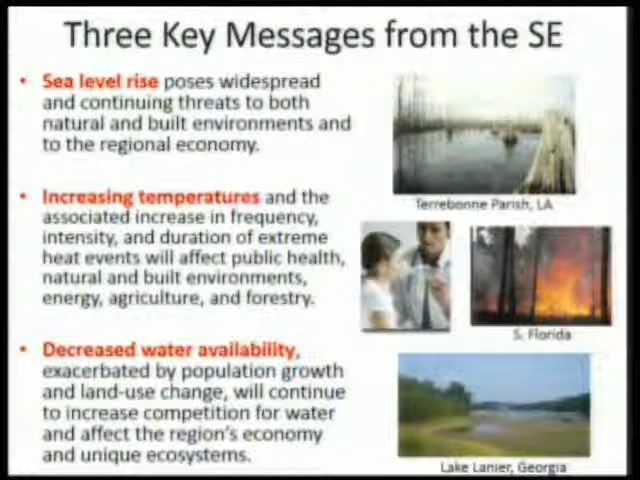 Three Key Messages from the SE
• Sea level rise poses widespread
and continuing threats to both
natural and built environments and
to the regional economy.
• Increasing temperatures and the
associated increase in frequency,
intensity, and duration of extreme
heat events will affect public health,
natural and built environments,
energy, agriculture, and forestry.
• Decreased water availability,
exacerbated by population growth
and land-use change, will continue
to increase competition for water
and affect the region's economy
and unique ecosystems.
Terrebonne Parish, LA
S. Florida
Lake Lanier, Georgia